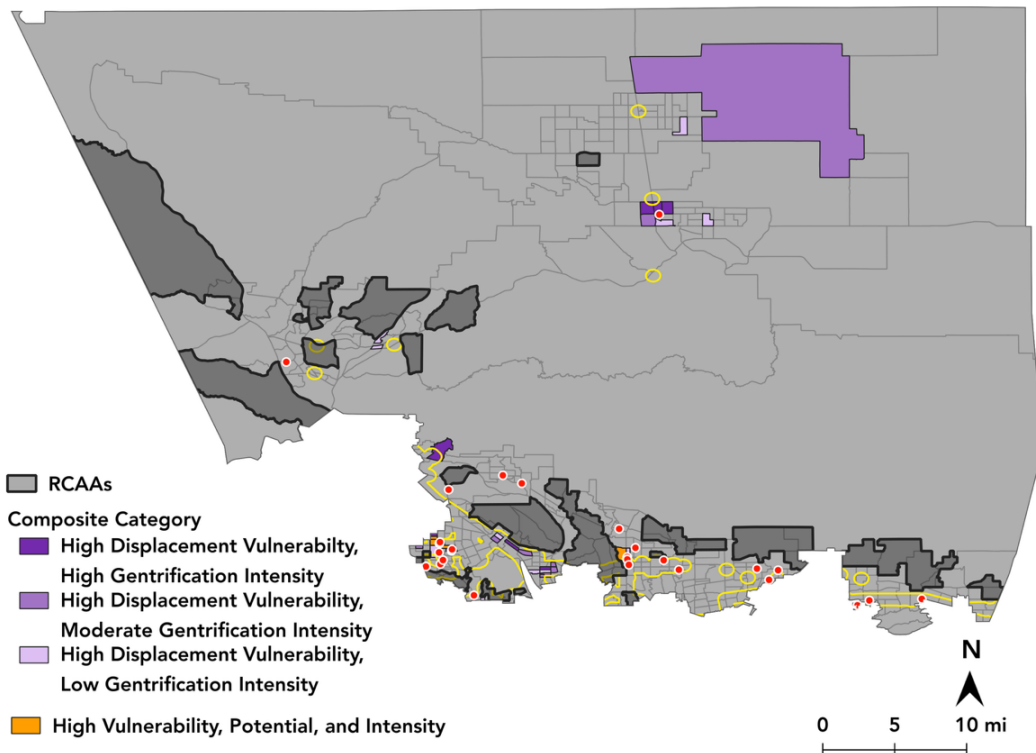 RCAAs
Composite Category
High Displacement Vulnerabilty,
High Gentrification Intensity
High Displacement Vulnerability,
Moderate Gentrification Intensity
High Displacement Vulnerability,
Low Gentrification Intensity
High Vulnerability, Potential, and Intensity
N
0 5 10 mi